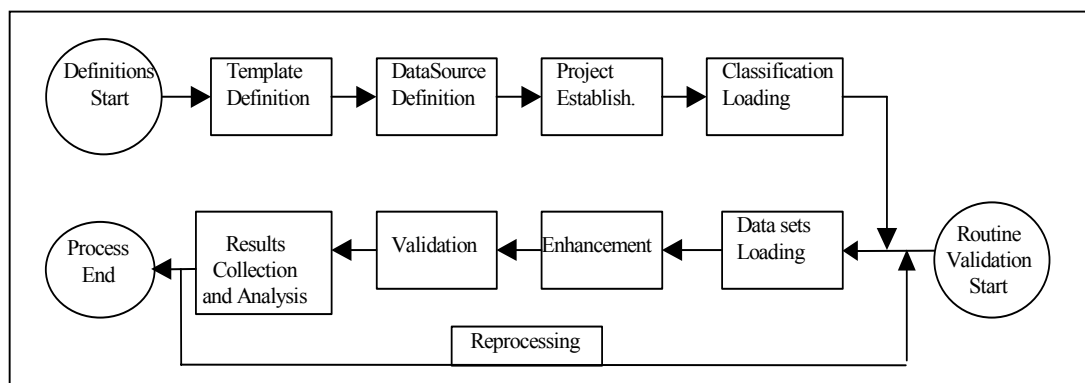 Definitions
Start
Template
Definition
DataSource
Definition
Project
Establish.
Classification
Loading
Process
End
Results
Collection
and Analysis
Validation
Enhancement
Data sets
Loading
Routine
Validation
Start
Reprocessing